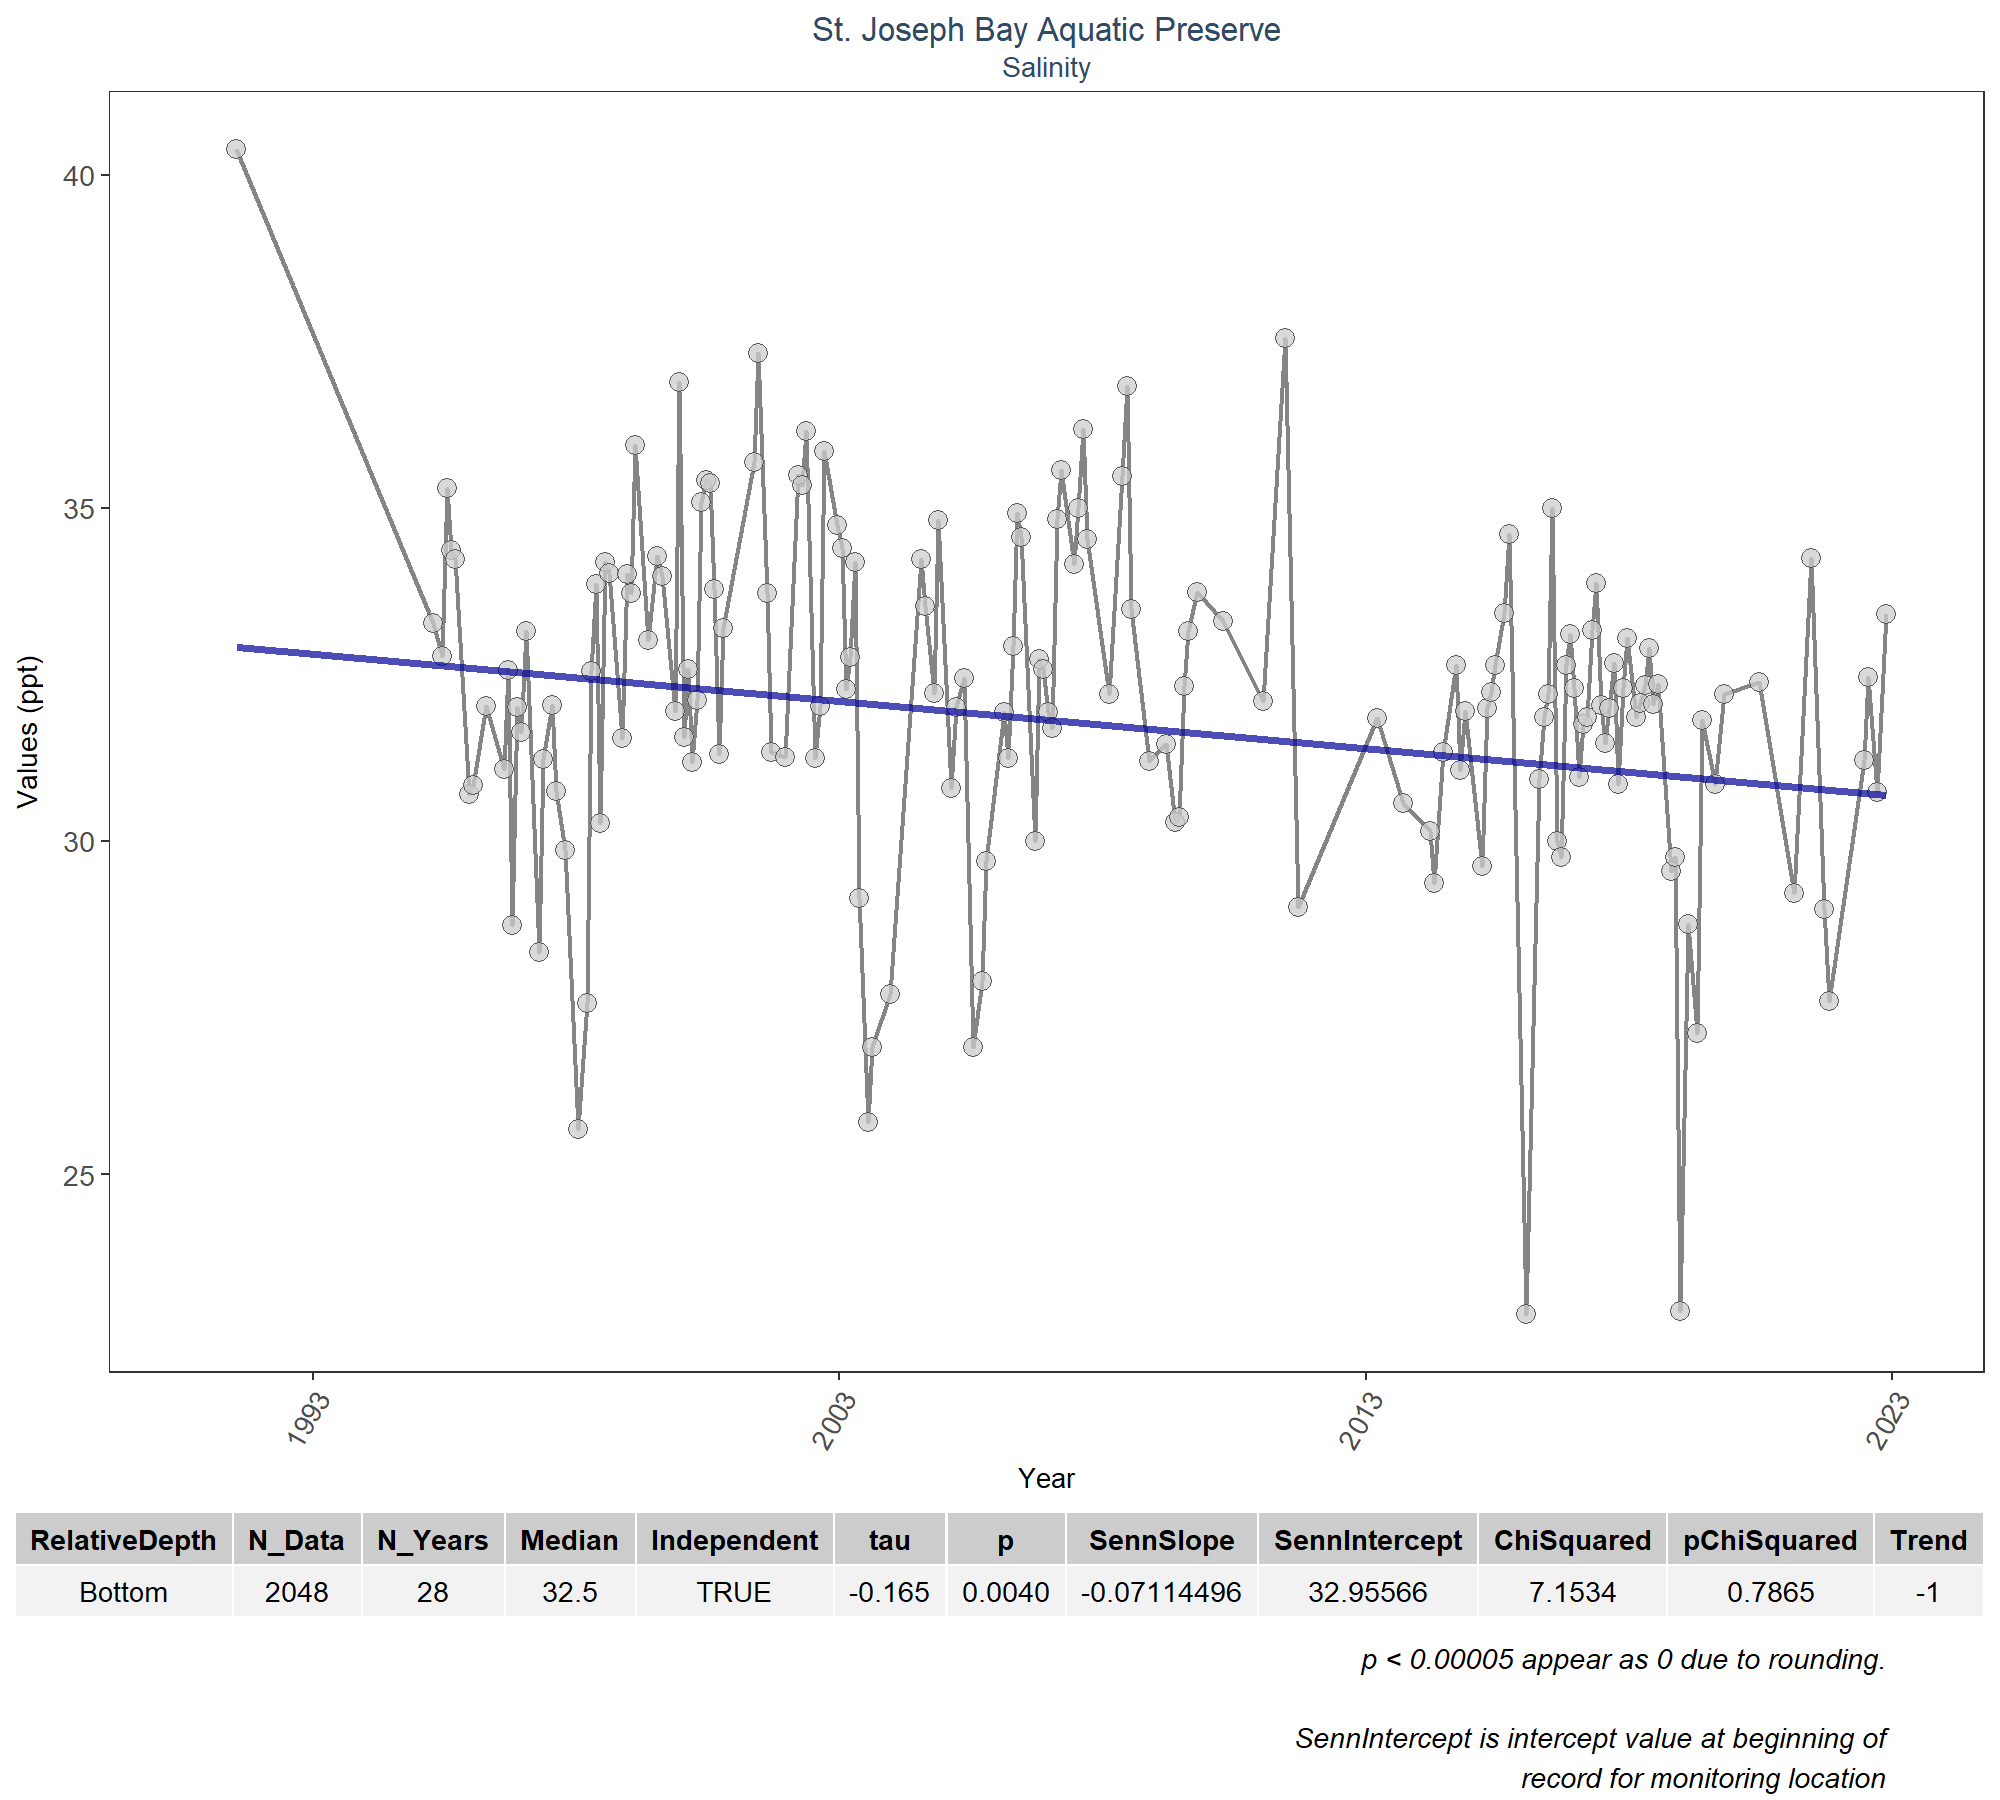 St. Joseph Bay Aquatic Preserve
Salinity
Values (ppt)
40
35
30
25
1993
2003
2013
2023
Year
RelativeDepth N_Data N_Years Median Independent tau p SennSlope SennIntercept ChiSquared pChiSquared Trend
Bottom 2048 28 32.5 TRUE -0.165 0.0040 -0.07114496 32.95566 7.1534 0.7865 -1
p < 0.00005 appear as 0 due to rounding.
SennIntercept is intercept value at beginning of
record for monitoring location